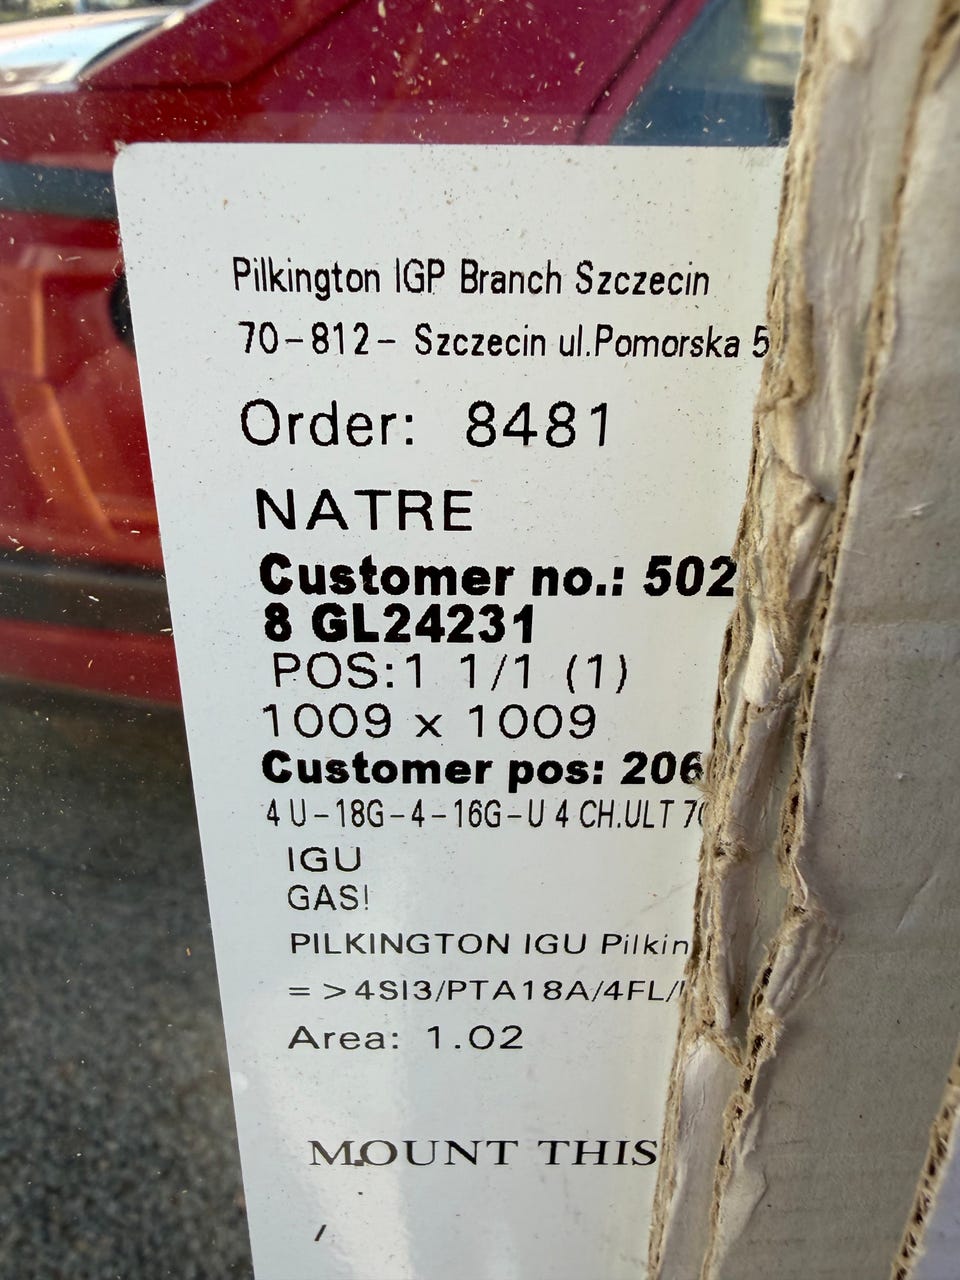 Pilkington IGP Branch Szczecin
70-812- Szczecin ul.Pomorska 5
Order: 8481
NATRE
Customer no.: 502
8 GL24231
POS:1 1/1 (1)
1009 x 1009
Customer pos: 206
4 U-18G-4-16G-U 4 CH.ULT
IGU
GAS!
PILKINGTON IGU Pilkin
=>4SI3/PTA18A/4FL/
Area: 1.02
MOUNT THIS